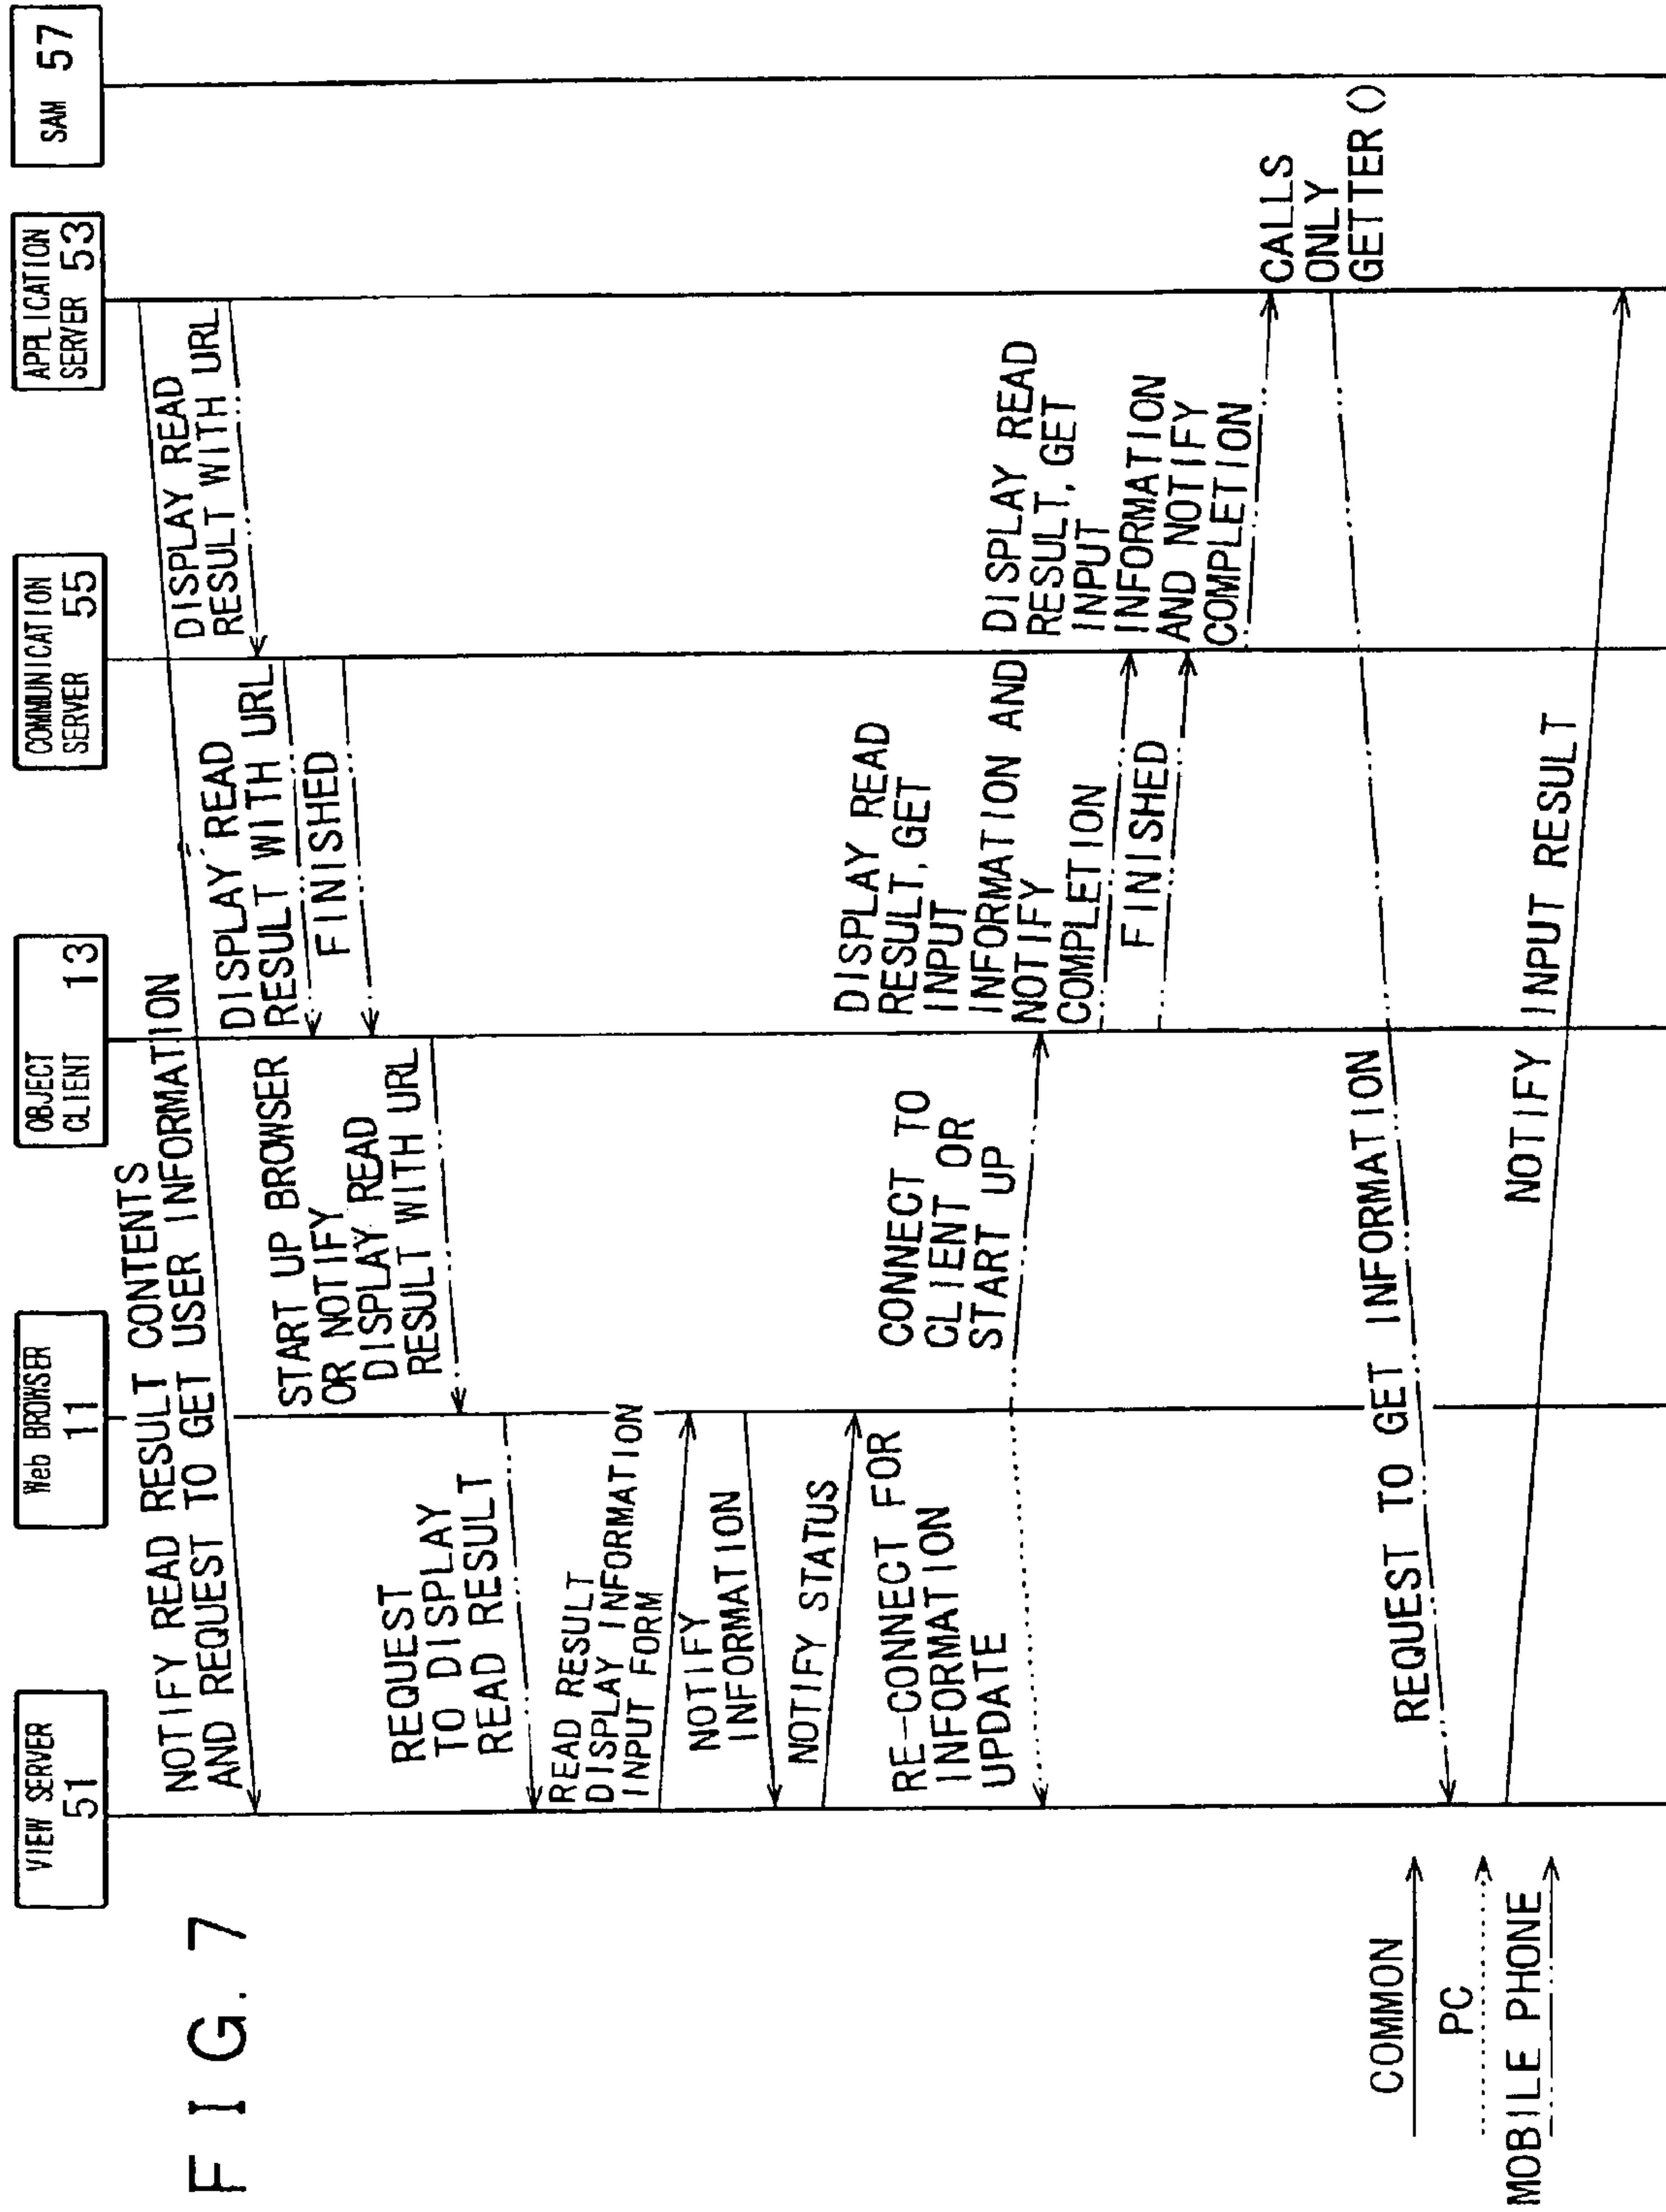 FIG. 7
VIEW SERVER
51
Web BROWSER
11
OBJECT
CLIENT 13
COMMUNICATION
SERVER 55
APPLICATION
SERVER 53
SAM 57
NOTIFY READ RESULT CONTENTS
AND REQUEST TO GET USER INFORMATION
DISPLAY READ
RESULT WITH URL
DISPLAY READ
RESULT WITH URL
FINISHED
START UP BROWSER
OR NOTIFY
DISPLAY READ
RESULT WITH URL
REQUEST
TO DISPLAY
READ RESULT
READ RESULT
DISPLAY INFORMATION
INPUT FORM
NOTIFY
INFORMATION
NOTIFY STATUS
RE-CONNECT FOR
INFORMATION
UPDATE
CONNECT TO
CLIENT OR
START UP
DISPLAY READ
RESULT, GET
INPUT
INFORMATION AND
NOTIFY
COMPLETION
FINISHED
DISPLAY READ
RESULT, GET
INPUT
INFORMATION
AND NOTIFY
COMPLETION
CALLS
ONLY
GETTER ()
REQUEST TO GET INFORMATION
NOTIFY INPUT RESULT
COMMON
PC
MOBILE PHONE